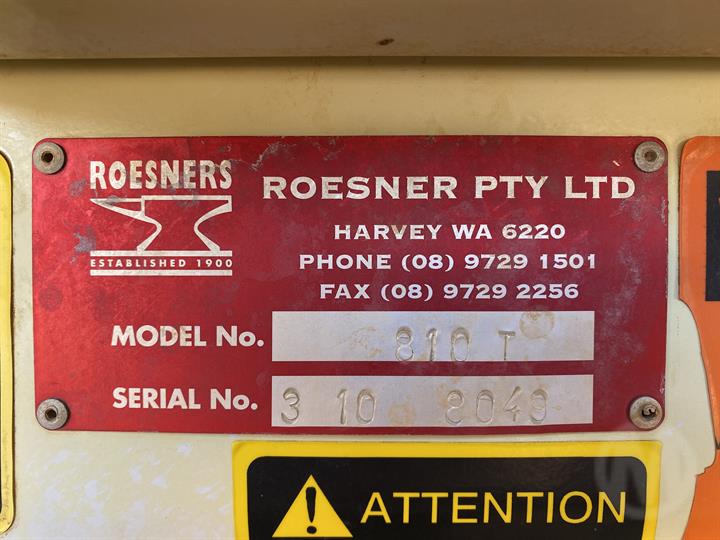 ROESNERS
ESTABLISHED 1900
ROESNER PTY LTD
HARVEY WA 6220
PHONE (08) 9729 1501
FAX (08) 9729 2256
MODEL No. 810 T
SERIAL No. 3 10 8049
ATTENTION